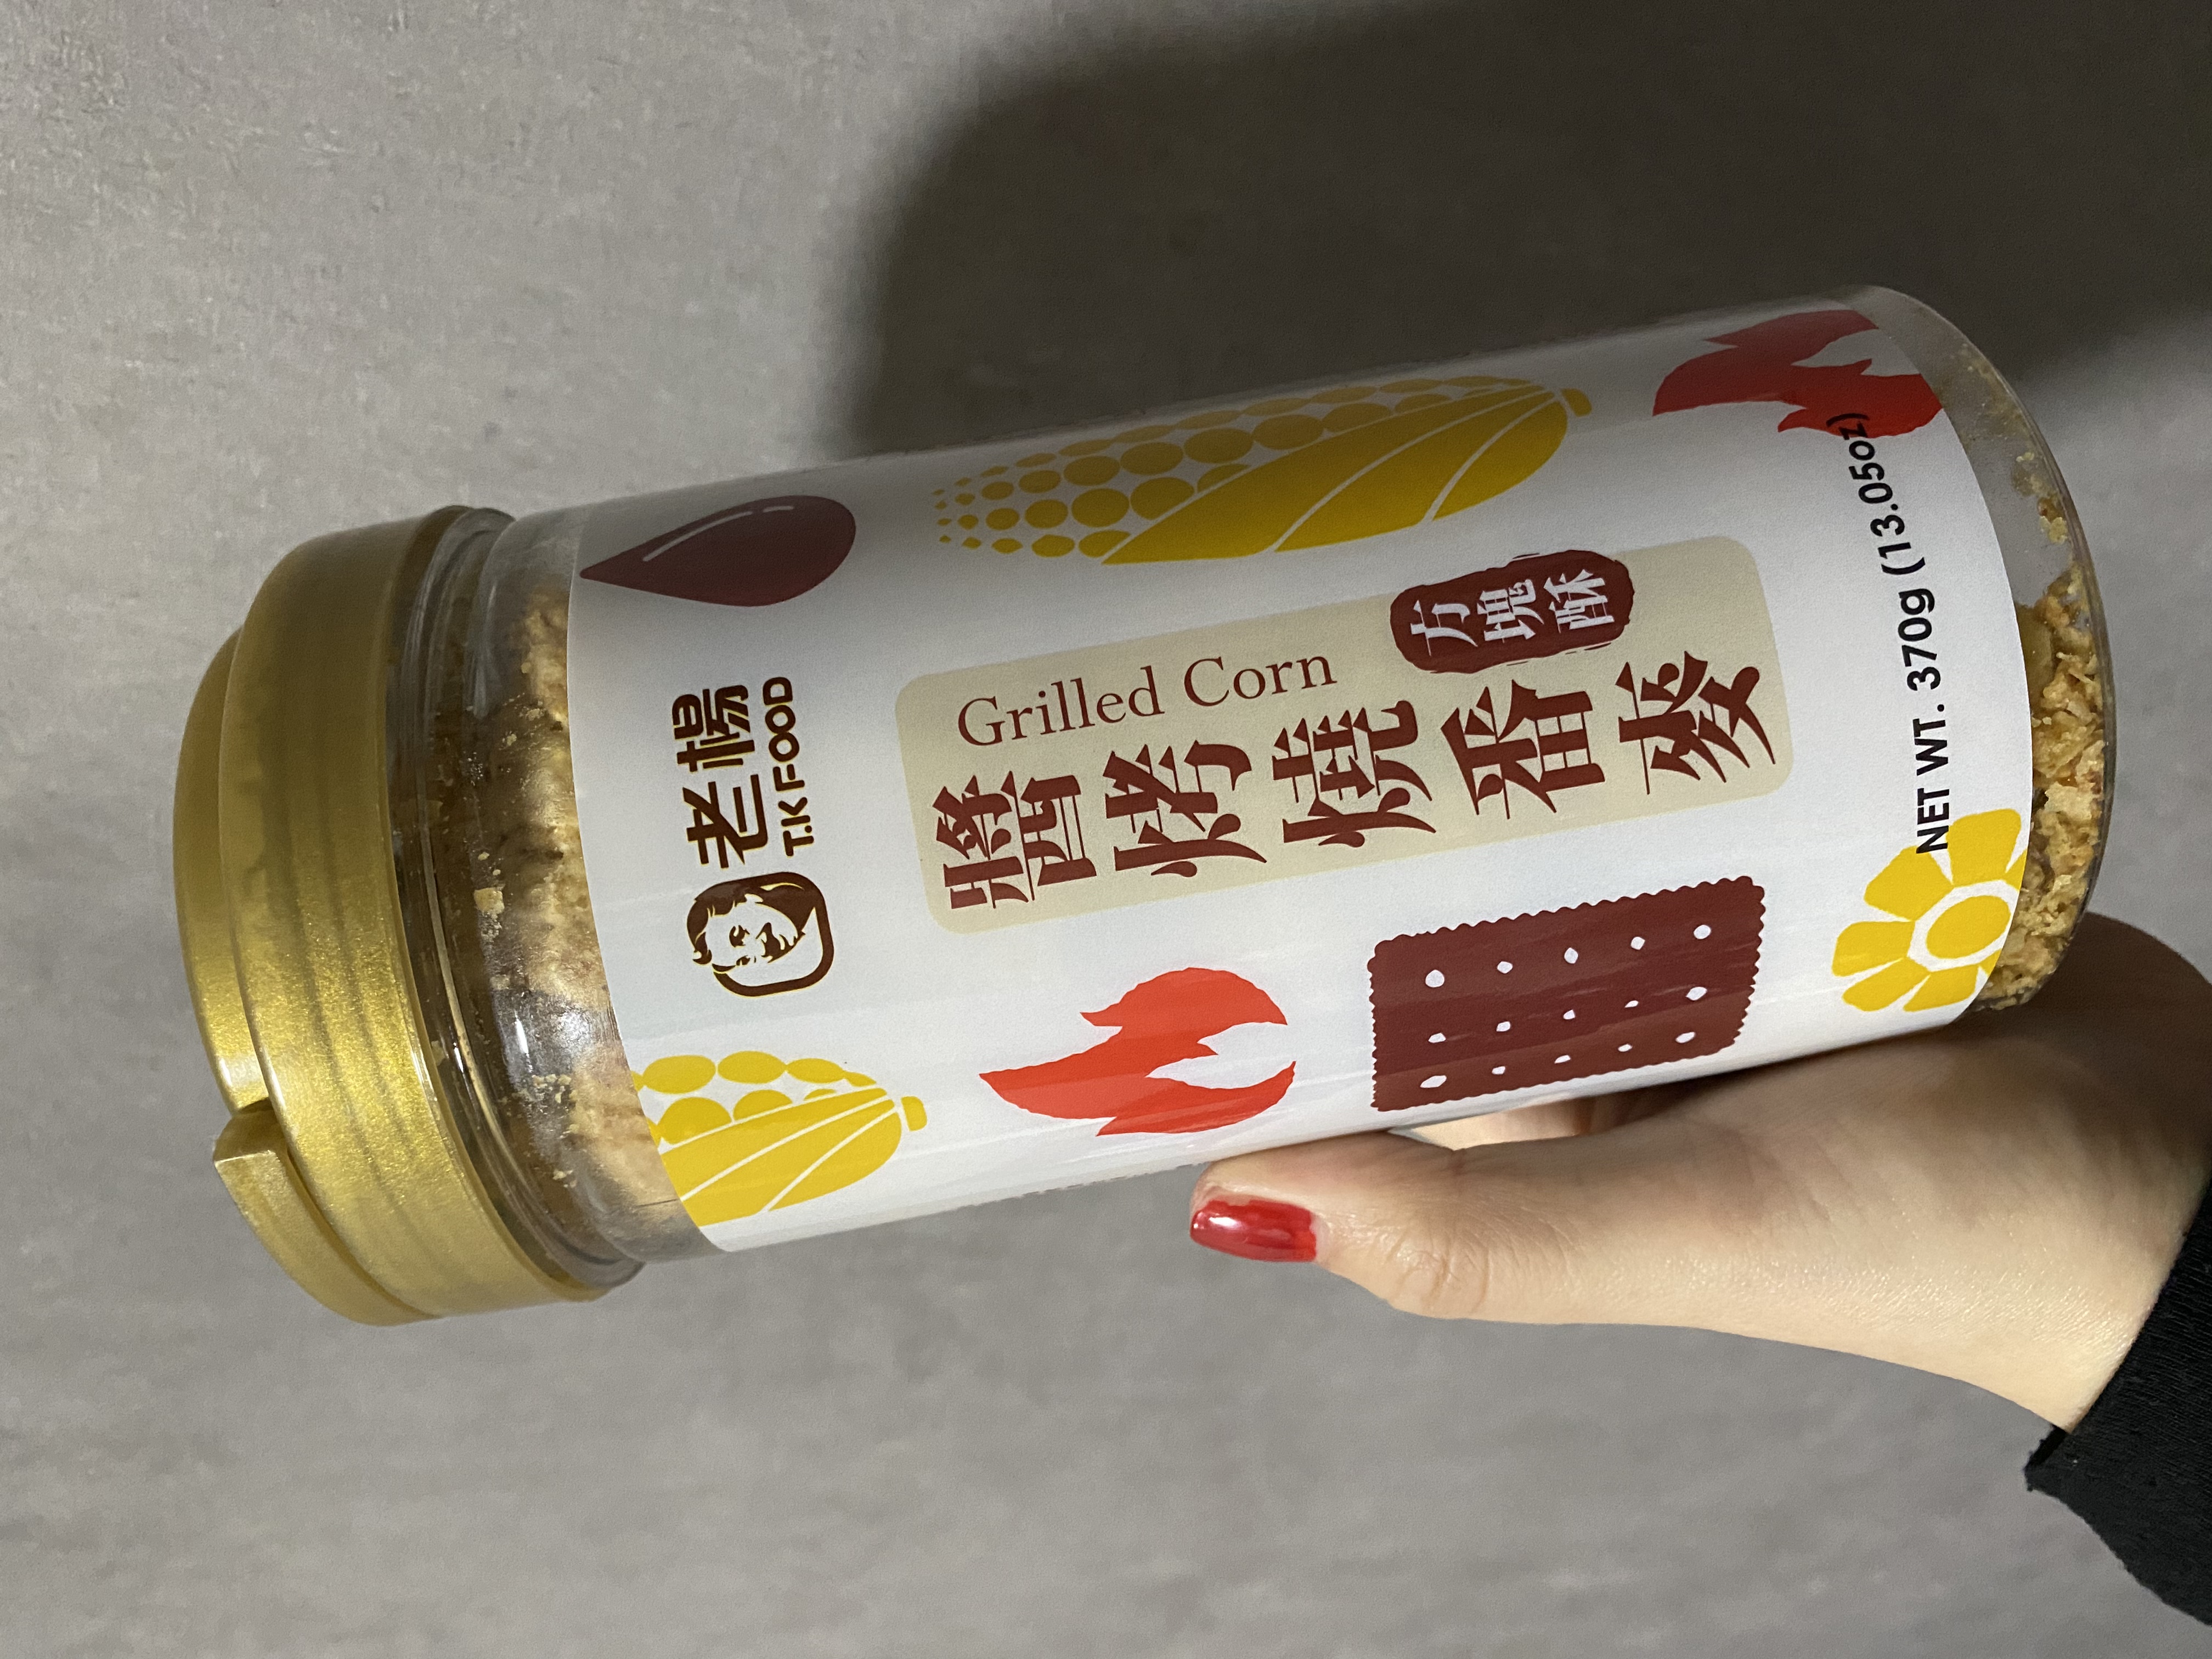 老楊
T.K FOOD
Grilled Corn
醬烤燒番麥
方塊酥
NET WT. 370g (13.05oz)